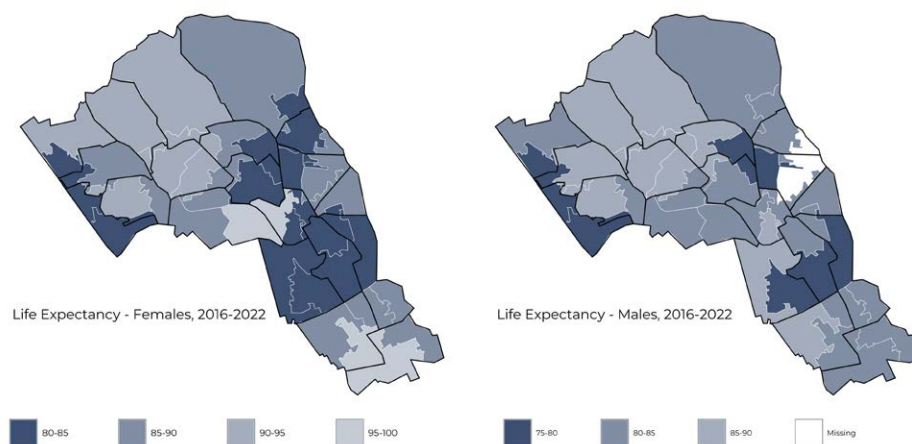 Life Expectancy - Females, 2016-2022
Life Expectancy - Males, 2016-2022
80-85
85-90
90-95
95-100
75-80
80-85
85-90
Missing